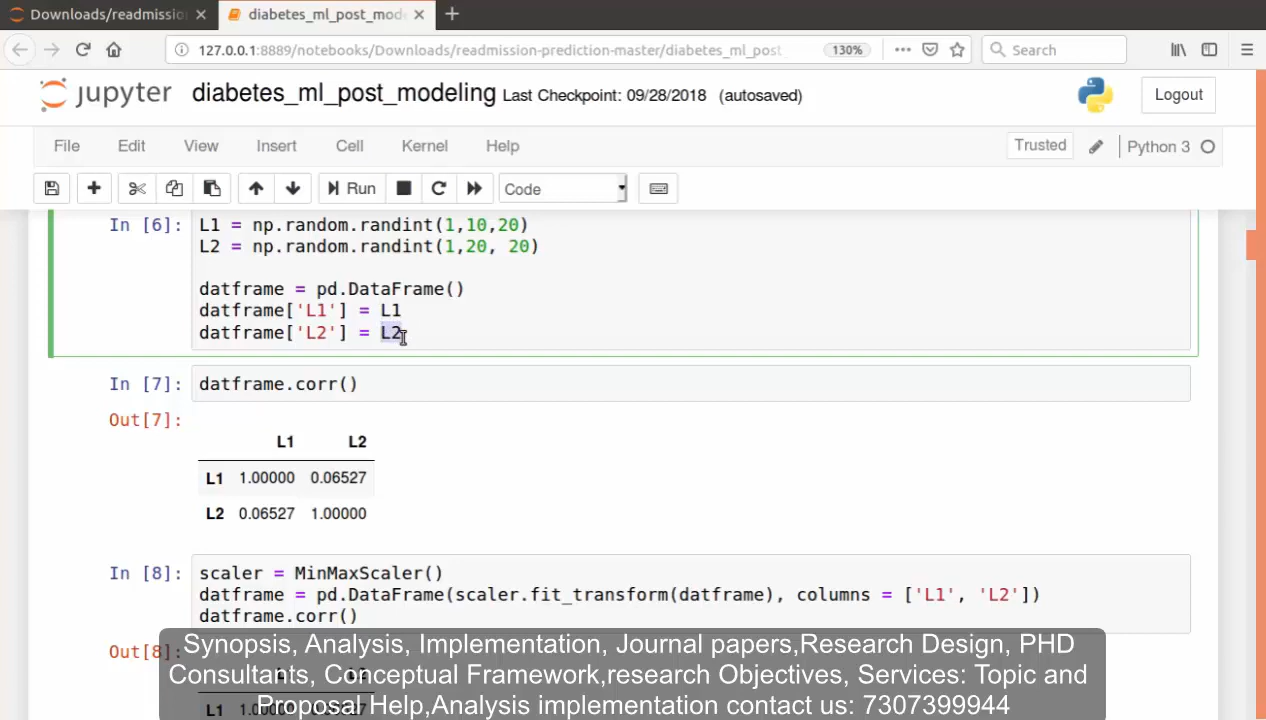 Downloads/readmissio
diabetes_ml_post_mod
127.0.0.1:8889/notebooks/Downloads/readmission-prediction-master/diabetes_ml_post
130%
Search
jupyter diabetes_ml_post_modeling Last Checkpoint: 09/28/2018 (autosaved)
Logout
File Edit View Insert Cell Kernel Help
Trusted Python 3
Run Code
In [6]: L1 = np.random.randint(1,10,20)
L2 = np.random.randint(1,20, 20)
datframe = pd.DataFrame()
datframe['L1'] = L1
datframe['L2'] = L2
In [7]: datframe.corr()
Out[7]:
L1 L2
L1 1.00000 0.06527
L2 0.06527 1.00000
In [8]: scaler = MinMaxScaler()
datframe = pd.DataFrame(scaler.fit_transform(datframe), columns = ['L1', 'L2'])
datframe.corr()
Out[8]:
Synopsis, Analysis, Implementation, Journal papers,Research Design, PHD
Consultants, Conceptual Framework,research Objectives, Services: Topic and
Proposal Help,Analysis implementation contact us: 7307399944
L1